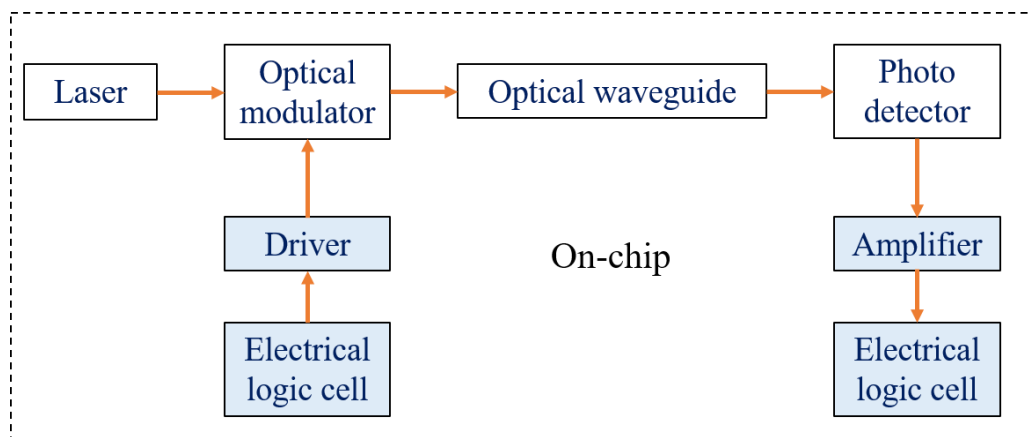 Laser
Optical
modulator
Optical waveguide
Photo
detector
Driver
On-chip
Amplifier
Electrical
logic cell
Electrical
logic cell